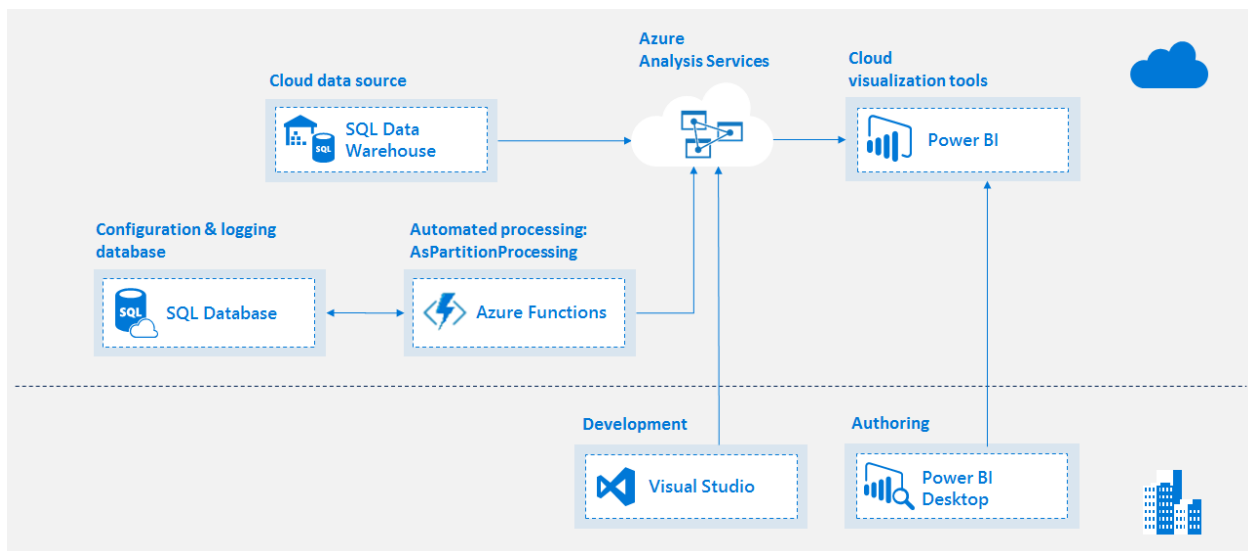 Azure
Analysis Services
Cloud
visualization tools
Cloud data source
SQL Data
Warehouse
SQL
Power BI
Configuration & logging
database
Automated processing:
AsPartitionProcessing
SQL
SQL Database
Azure Functions
Development
Authoring
Visual Studio
Power BI
Desktop